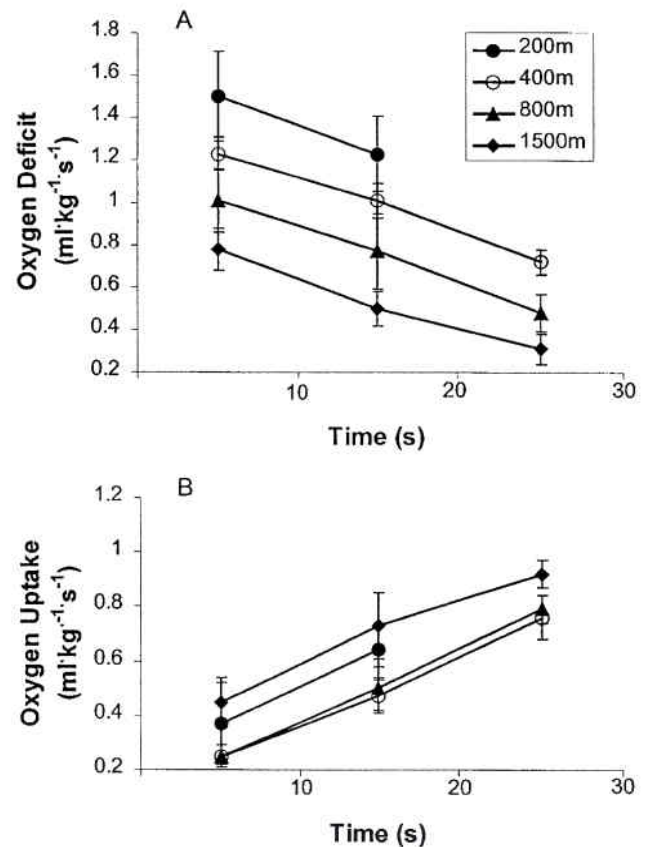 A
200m
400m
800m
1500m
Oxygen Deficit
(ml·kg⁻¹·s⁻¹)
1.8
1.6
1.4
1.2
1
0.8
0.6
0.4
0.2
10
20
30
Time (s)
B
Oxygen Uptake
(ml·kg⁻¹·s⁻¹)
1.2
1
0.8
0.6
0.4
0.2
10
20
30
Time (s)